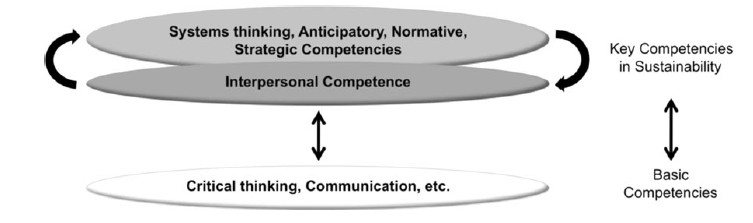 Systems thinking, Anticipatory, Normative,
Strategic Competencies
Interpersonal Competence
Key Competencies
in Sustainability
Critical thinking, Communication, etc.
Basic
Competencies